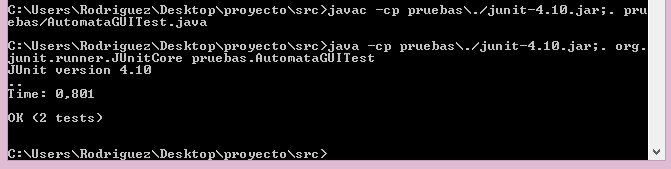 C:\Users\Rodriguez\Desktop\proyecto\src>javac -cp pruebas\./junit-4.10.jar;. pru
ebas/AutomataGUITest.java
C:\Users\Rodriguez\Desktop\proyecto\src>java -cp pruebas\./junit-4.10.jar;. org.
junit.runner.JUnitCore pruebas.AutomataGUITest
JUnit version 4.10
..
Time: 0,801
OK (2 tests)
C:\Users\Rodriguez\Desktop\proyecto\src>